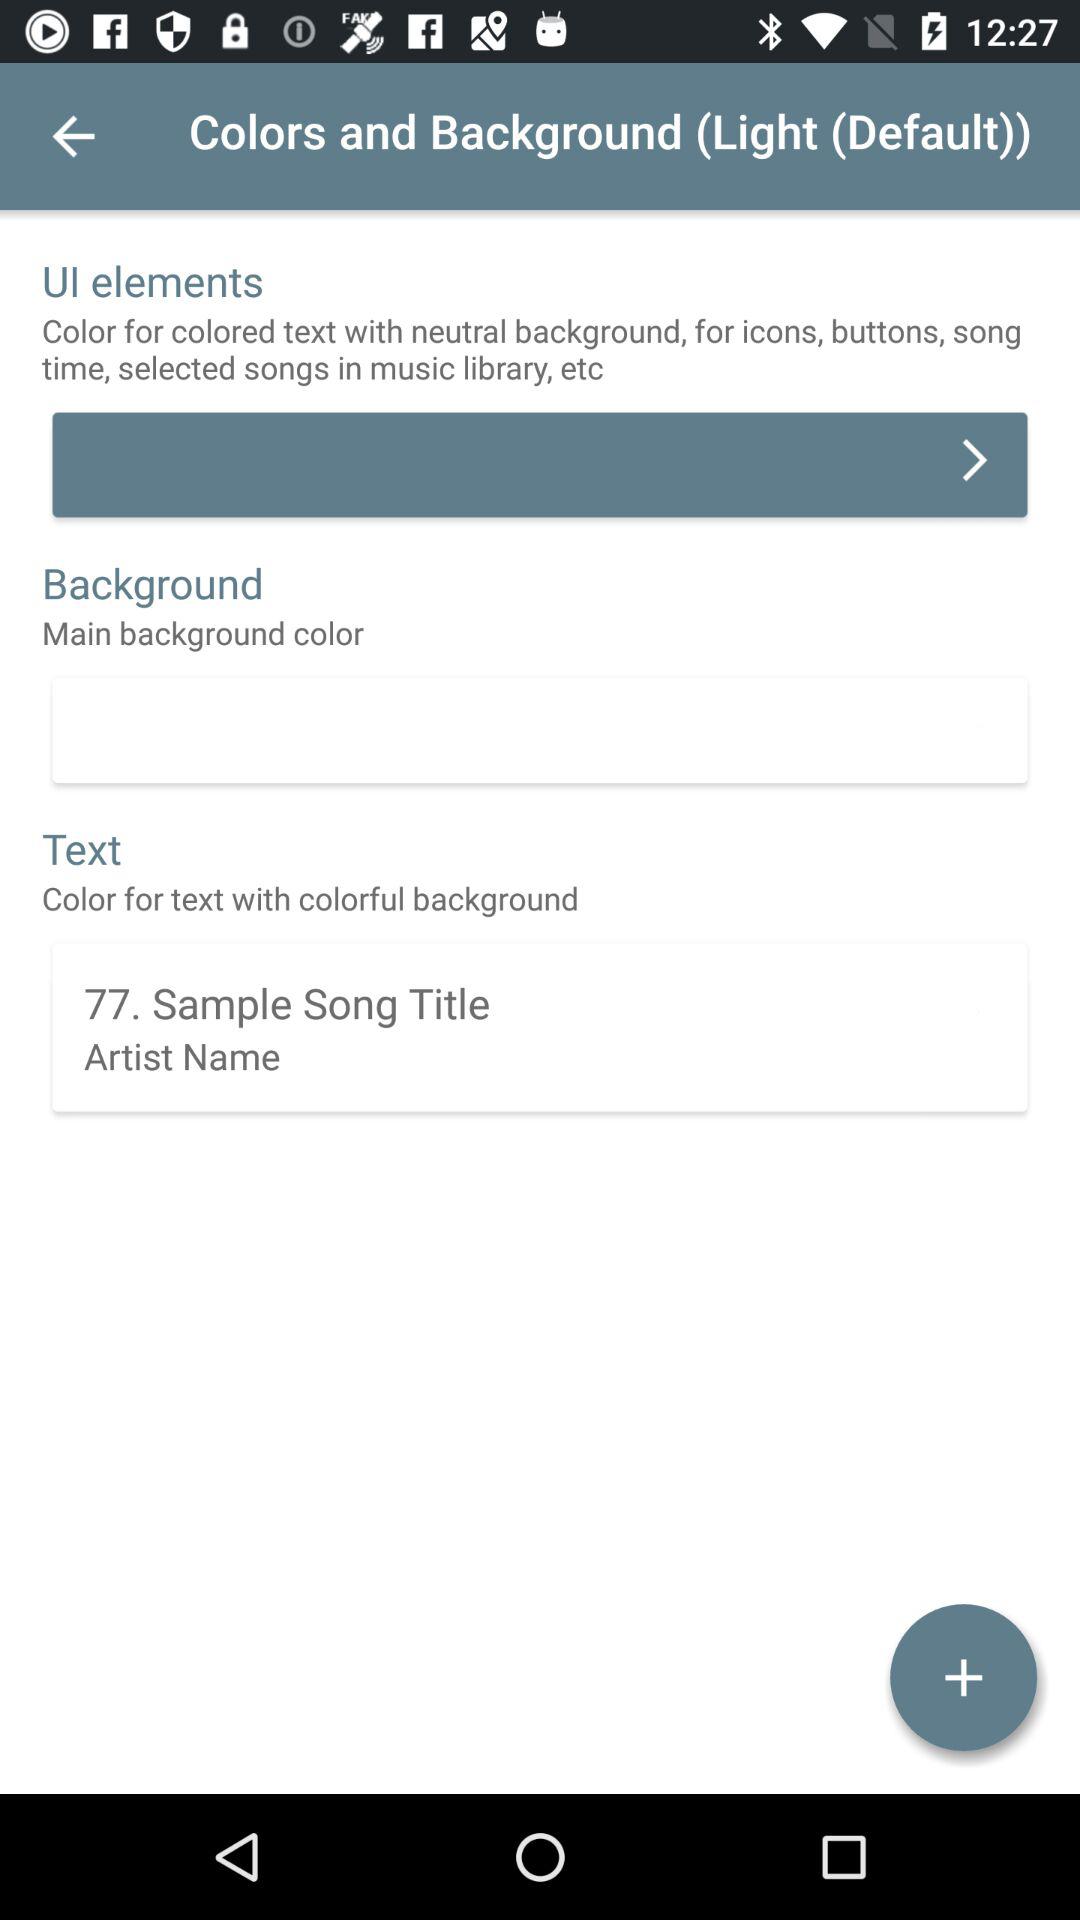 FAKE
12:27
Colors and Background (Light (Default))
UI elements
Color for colored text with neutral background, for icons, buttons, song
time, selected songs in music library, etc
Background
Main background color
Text
Color for text with colorful background
77. Sample Song Title
Artist Name